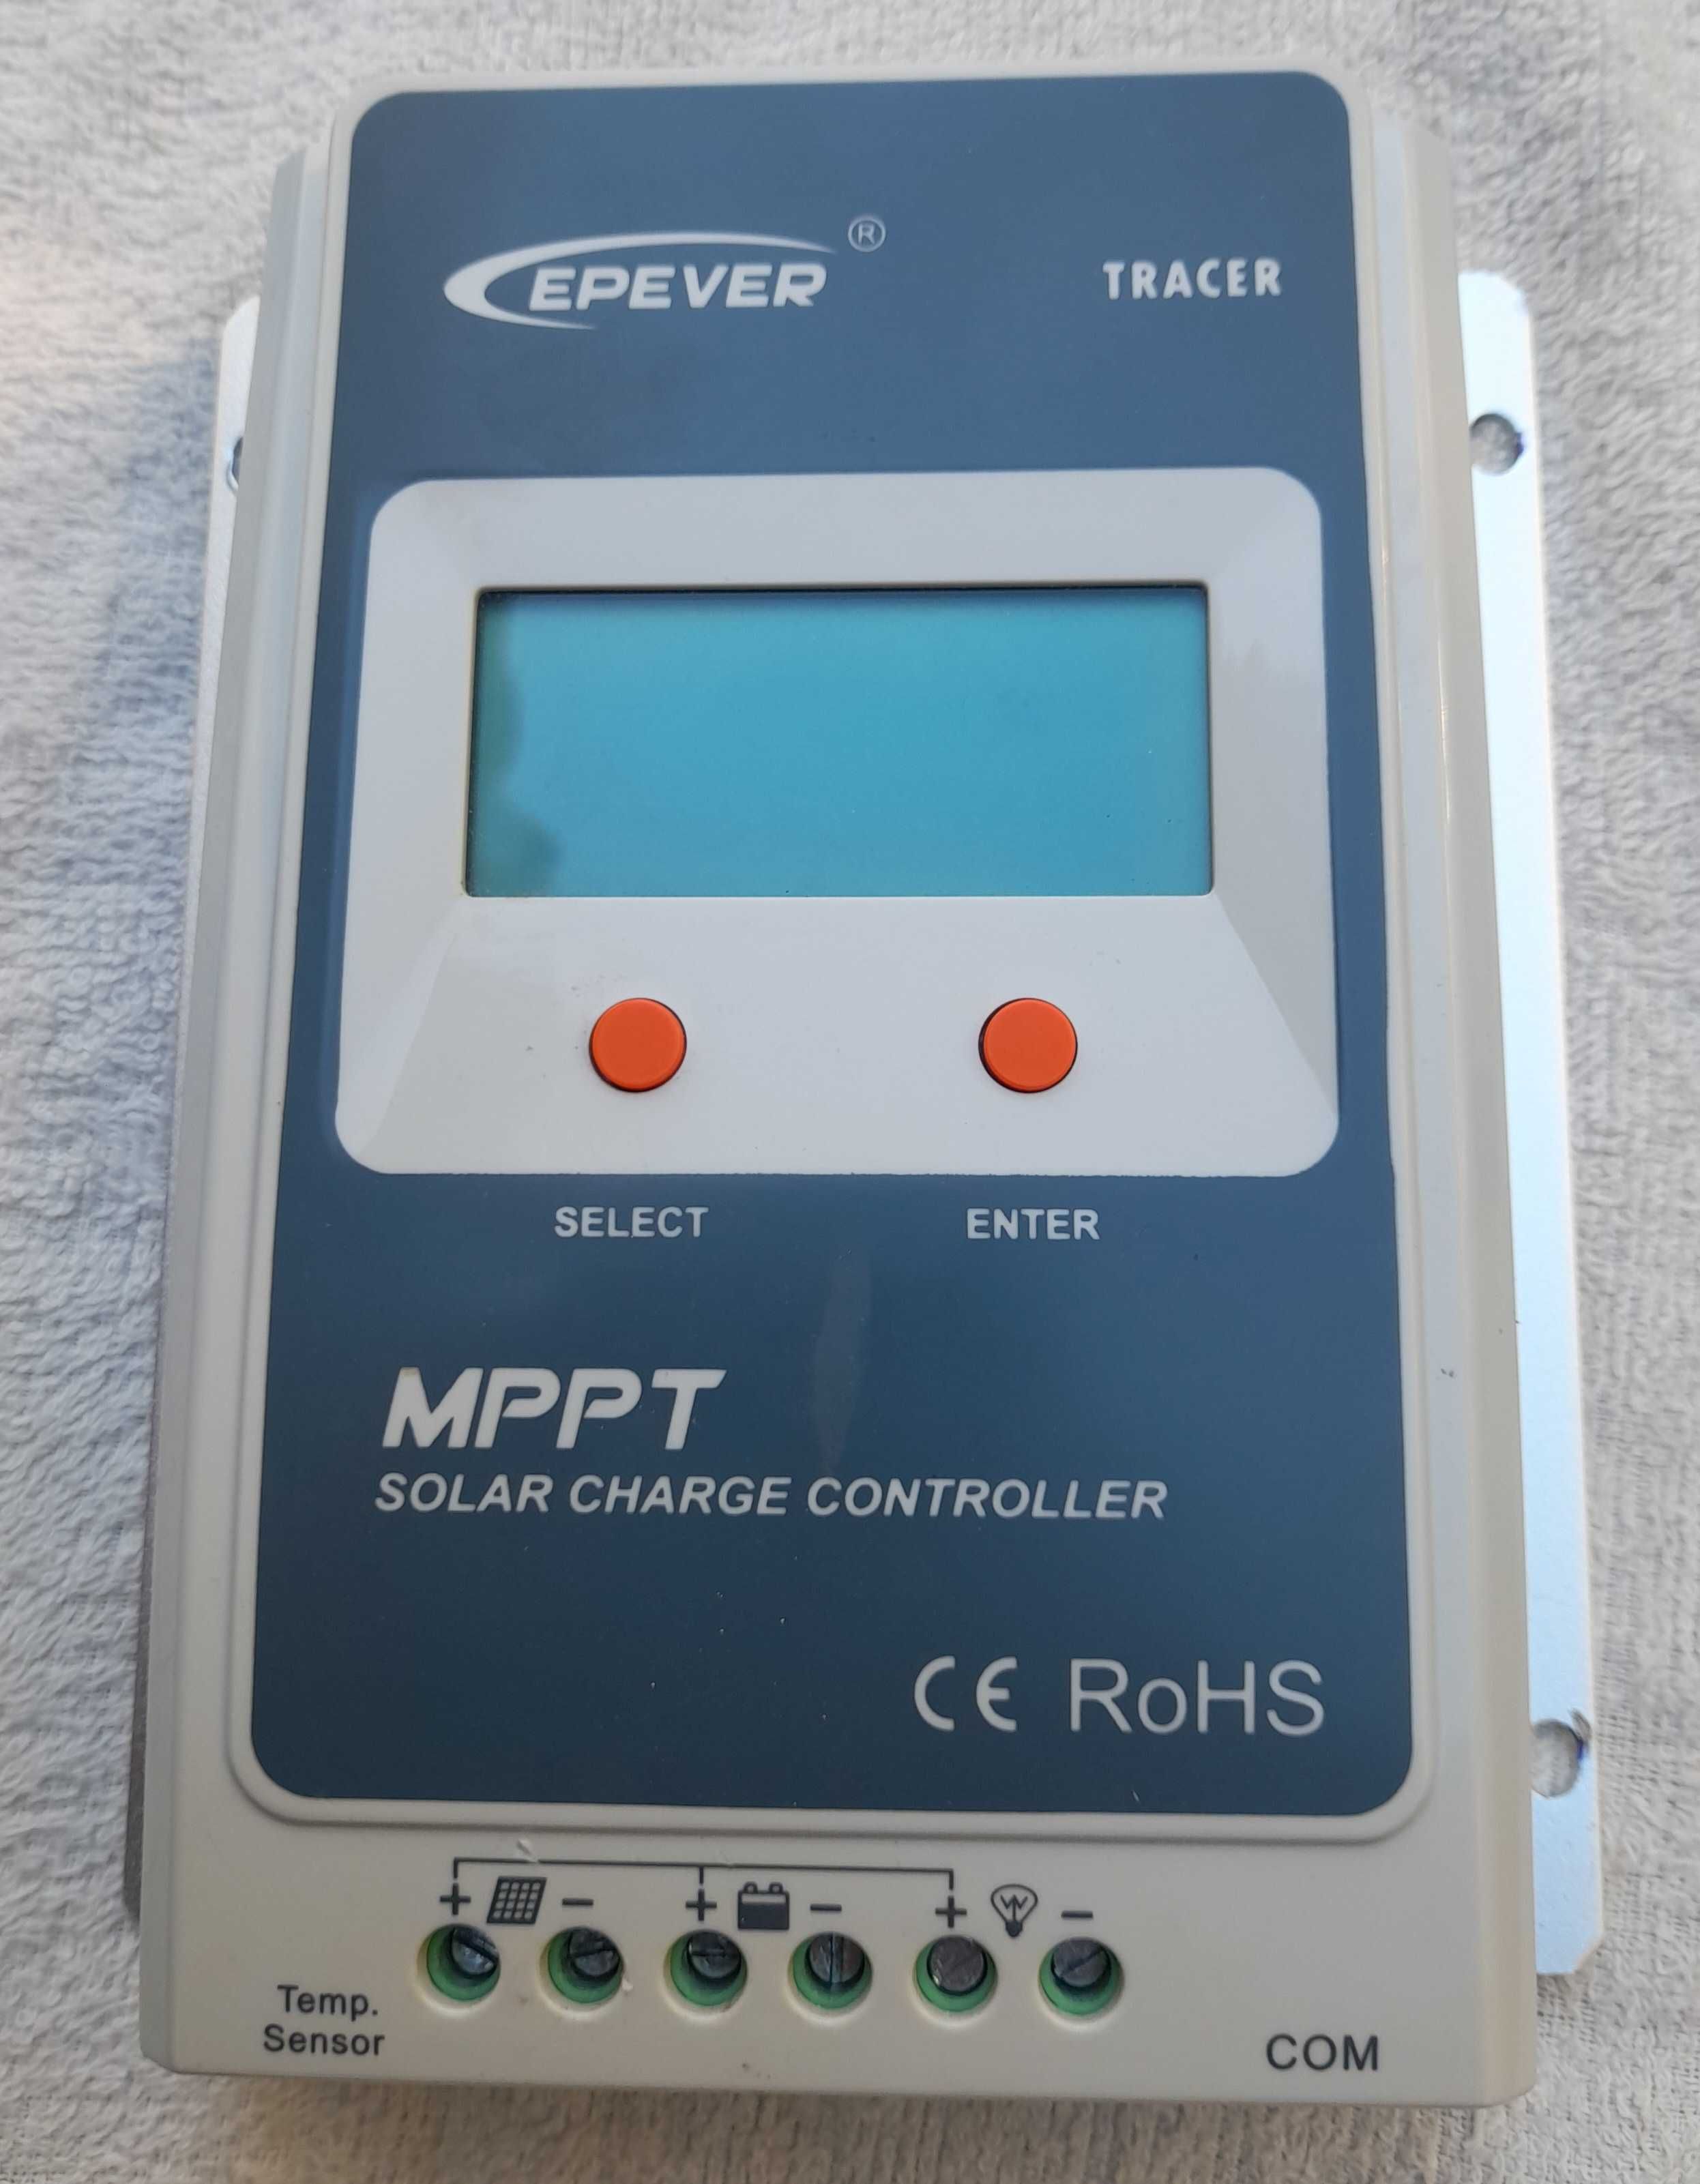 EPEVER ®
TRACER
SELECT ENTER
MPPT
SOLAR CHARGE CONTROLLER
CE RoHS
+ - + - + -
Temp.
Sensor
COM